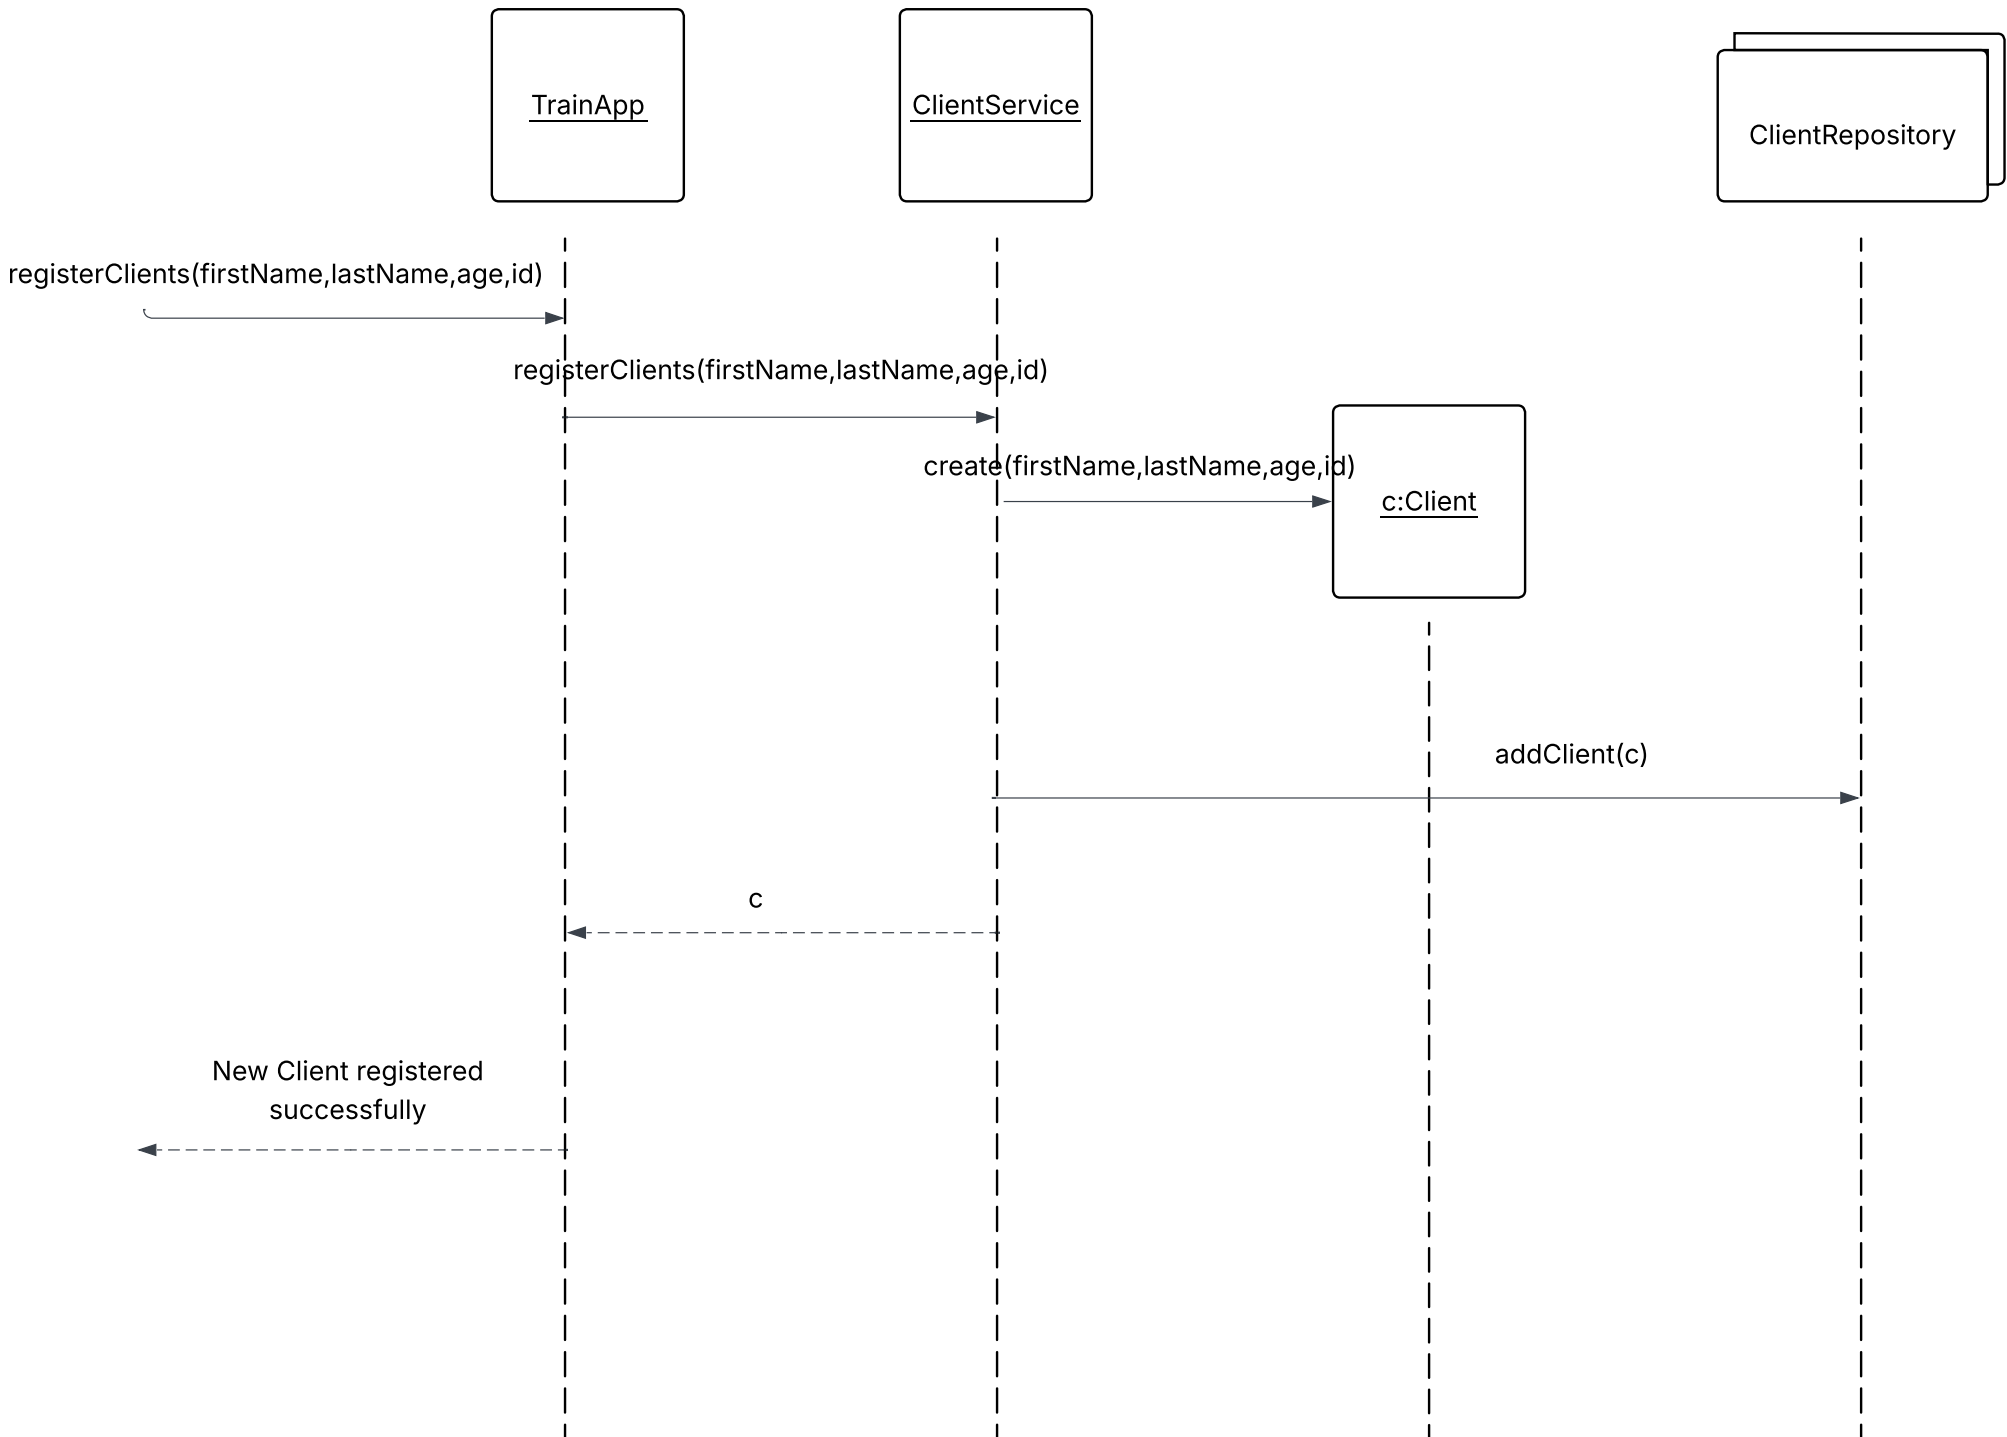 TrainApp
ClientService
ClientRepository
registerClients(firstName,lastName,age,id)
registerClients(firstName,lastName,age,id)
create(firstName,lastName,age,id)
c:Client
addClient(c)
c
New Client registered
successfully